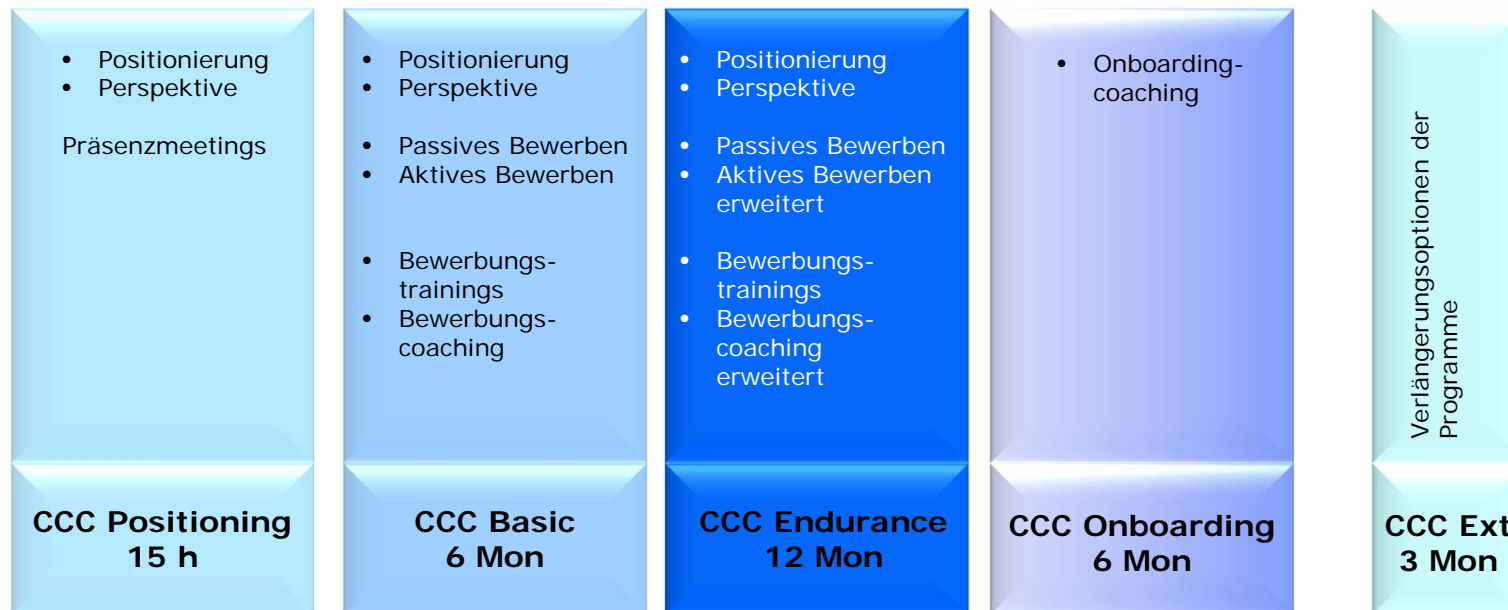 • Positionierung
• Perspektive
Präsenzmeetings
CCC Positioning
15 h
• Positionierung
• Perspektive
• Passives Bewerben
• Aktives Bewerben
• Bewerbungs-
trainings
• Bewerbungs-
coaching
CCC Basic
6 Mon
• Positionierung
• Perspektive
• Passives Bewerben
• Aktives Bewerben
erweitert
• Bewerbungs-
trainings
• Bewerbungs-
coaching
erweitert
CCC Endurance
12 Mon
• Onboarding-
coaching
CCC Onboarding
6 Mon
Verlängerungsoptionen der
Programme
CCC Ext
3 Mon